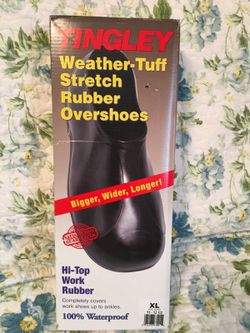 TINGLEY
Weather-Tuff
Stretch
Rubber
Overshoes
Bigger, Wider, Longer!
Hi-Top
Work
Rubber
Completely covers
work shoes up to ankles.
100% Waterproof
XL